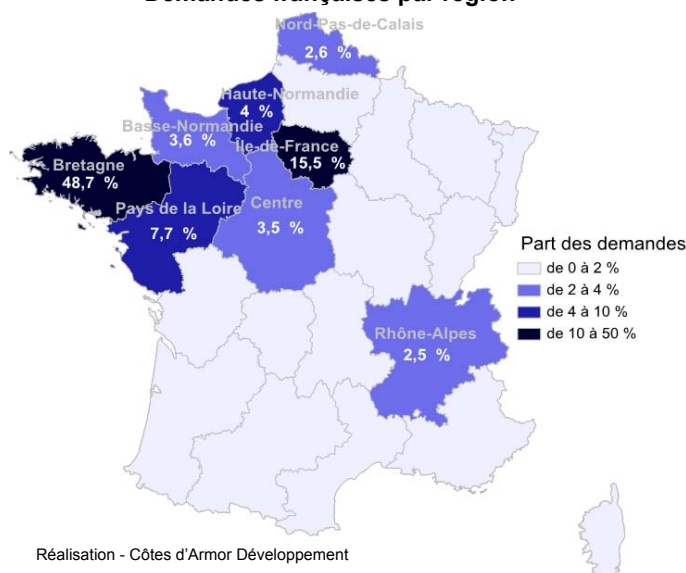 Demandes françaises par région
Nord-Pas-de-Calais
2,6 %
Haute-Normandie
4 %
Basse-Normandie
3,6 %
Île-de-France
15,5 %
Bretagne
48,7 %
Pays de la Loire
7,7 %
Centre
3,5 %
Part des demandes
de 0 à 2 %
de 2 à 4 %
de 4 à 10 %
de 10 à 50 %
Rhône-Alpes
2,5 %
Réalisation - Côtes d'Armor Développement